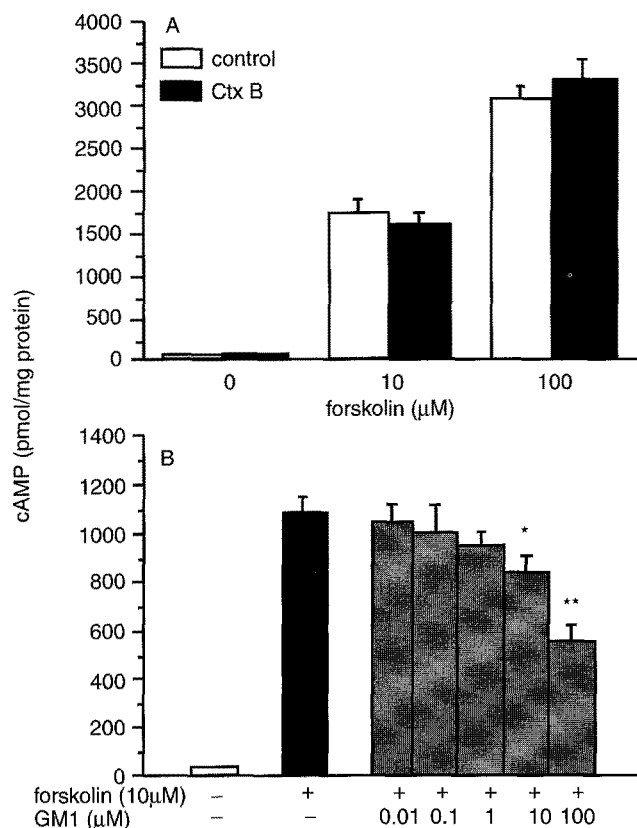 A
control
Ctx B
4000
3500
3000
2500
2000
1500
1000
500
0
0 10 100
forskolin (μM)
cAMP (pmol/mg protein)
B
1400
1200
1000
800
600
400
200
0
*
**
forskolin (10μM) – + + + + + +
GM1 (μM) – – 0.01 0.1 1 10 100